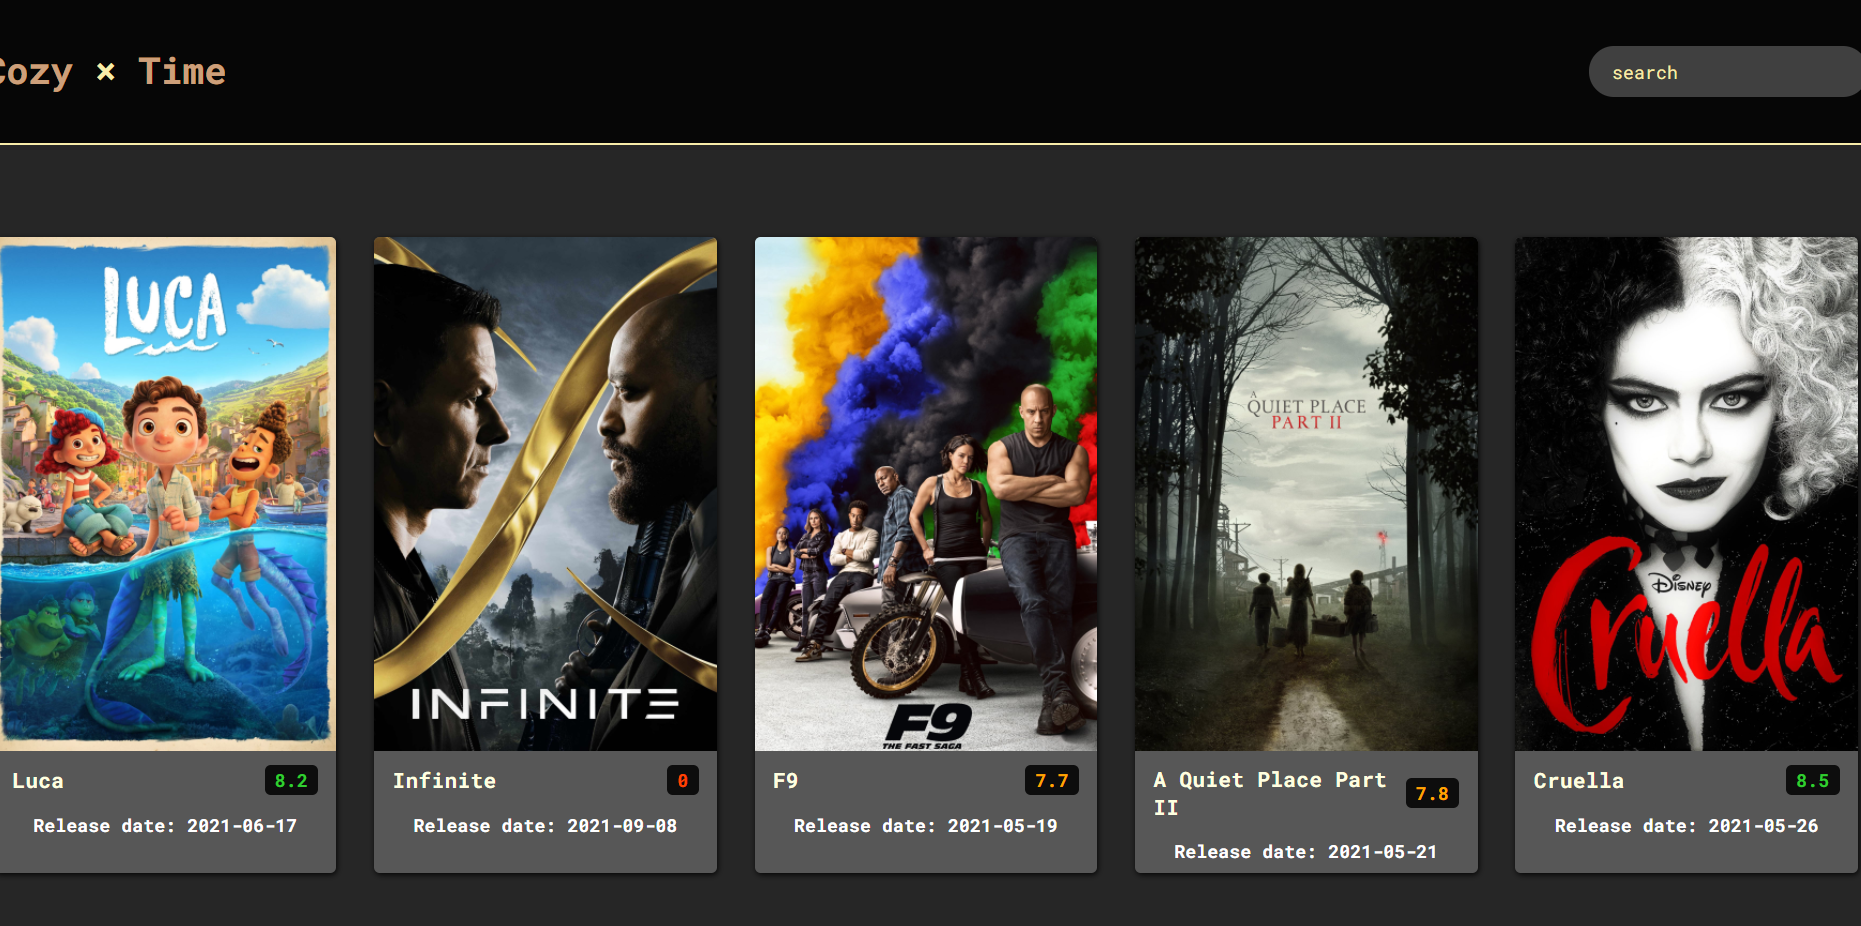 Cozy × Time
search
LUCA
INFINITE
F9
THE FAST SAGA
A
QUIET PLACE
PART II
Disney
Cruella
Luca 8.2
Release date: 2021-06-17
Infinite 0
Release date: 2021-09-08
F9 7.7
Release date: 2021-05-19
A Quiet Place Part
II 7.8
Release date: 2021-05-21
Cruella 8.5
Release date: 2021-05-26